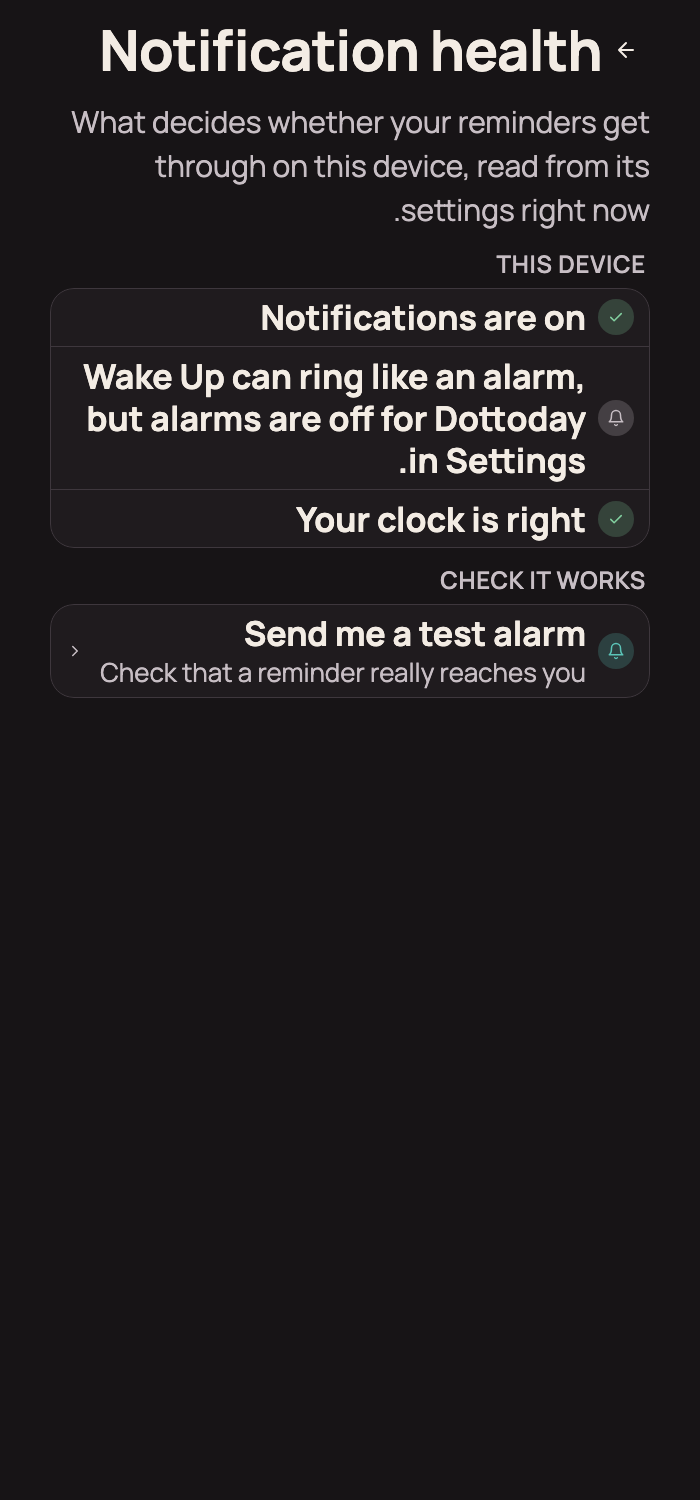 Notification health
What decides whether your reminders get
through on this device, read from its
.settings right now
THIS DEVICE
Notifications are on
Wake Up can ring like an alarm,
but alarms are off for Dottoday
.in Settings
Your clock is right
CHECK IT WORKS
Send me a test alarm
Check that a reminder really reaches you